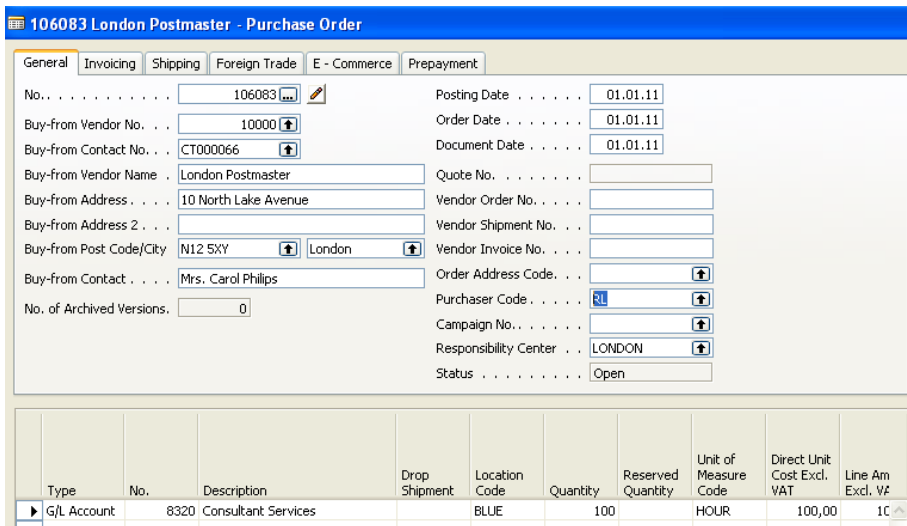 106083 London Postmaster - Purchase Order
General Invoicing Shipping Foreign Trade E - Commerce Prepayment
No. . . . . . . . . . . . 106083 ... Posting Date . . . . . . 01.01.11
Buy-from Vendor No. . . . 10000 Order Date . . . . . . . 01.01.11
Buy-from Contact No. . . CT000066 Document Date . . . . . 01.01.11
Buy-from Vendor Name . London Postmaster Quote No. . . . . . . . .
Buy-from Address . . . . 10 North Lake Avenue Vendor Order No. . . . .
Buy-from Address 2 . . . Vendor Shipment No. . .
Buy-from Post Code/City N12 5XY London Vendor Invoice No. . . .
Buy-from Contact . . . . Mrs. Carol Philips Order Address Code. . .
No. of Archived Versions. 0 Purchaser Code . . . . . RL
Campaign No. . . . . . .
Responsibility Center . . LONDON
Status . . . . . . . . . Open
Type No. Description Drop Shipment Location Code Quantity Reserved Quantity Unit of Measure Code Direct Unit Cost Excl. VAT Line Am Excl.
G/L Account 8320 Consultant Services BLUE 100 HOUR 100,00